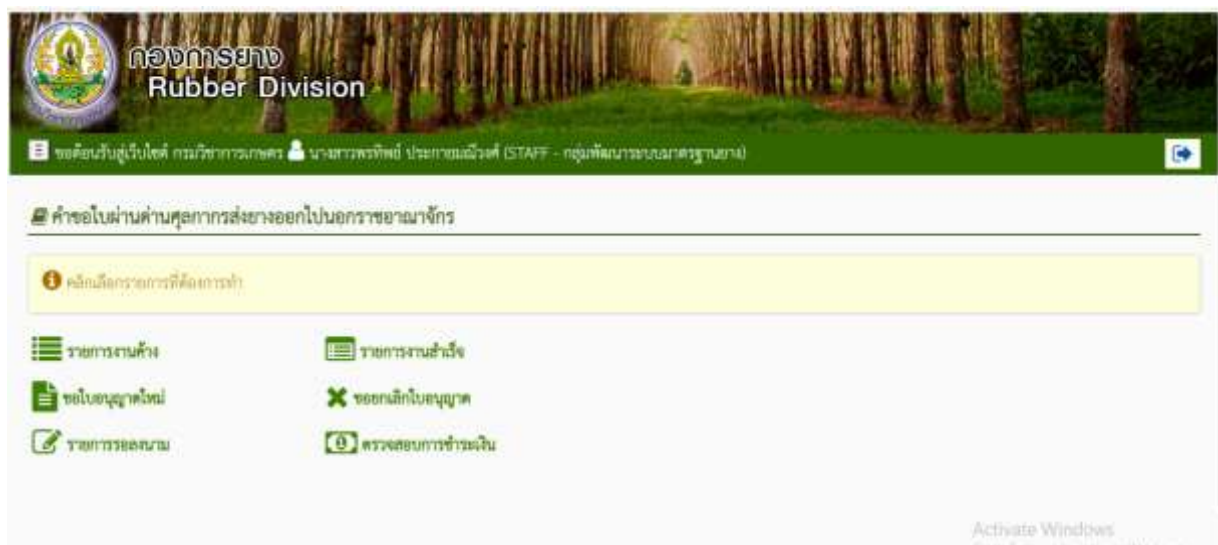 กองการยาง
Rubber Division
ขอต้อนรับสู่เว็บไซต์ กรมวิชาการเกษตร นางสาวพรทิพย์ ประกายมณีวงศ์ (STAFF - กลุ่มพัฒนาระบบมาตรฐานยาง)
คำขอใบผ่านด่านศุลกากรส่งยางออกไปนอกราชอาณาจักร
คลิกเลือกรายการที่ต้องการทำ
รายการงานค้าง รายการงานสำเร็จ
ขอใบอนุญาตใหม่ ขอยกเลิกใบอนุญาต
รายการรอลงนาม ตรวจสอบการชำระเงิน
Activate Windows